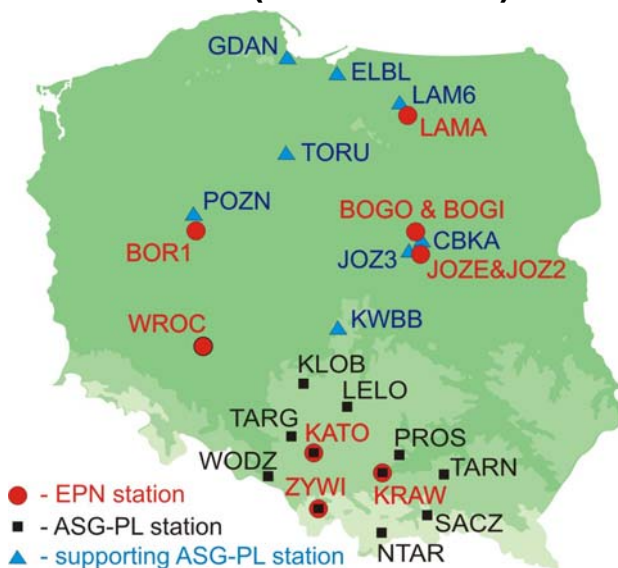 GDAN
ELBL
LAM6
LAMA
TORU
POZN
BOGO & BOGI
BOR1
CBKA
JOZ3
JOZE&JOZ2
WROC
KWBB
KLOB
LELO
TARG
KATO
PROS
WODZ
TARN
ZYWI
KRAW
- EPN station
- ASG-PL station
SACZ
NTAR
- supporting ASG-PL station